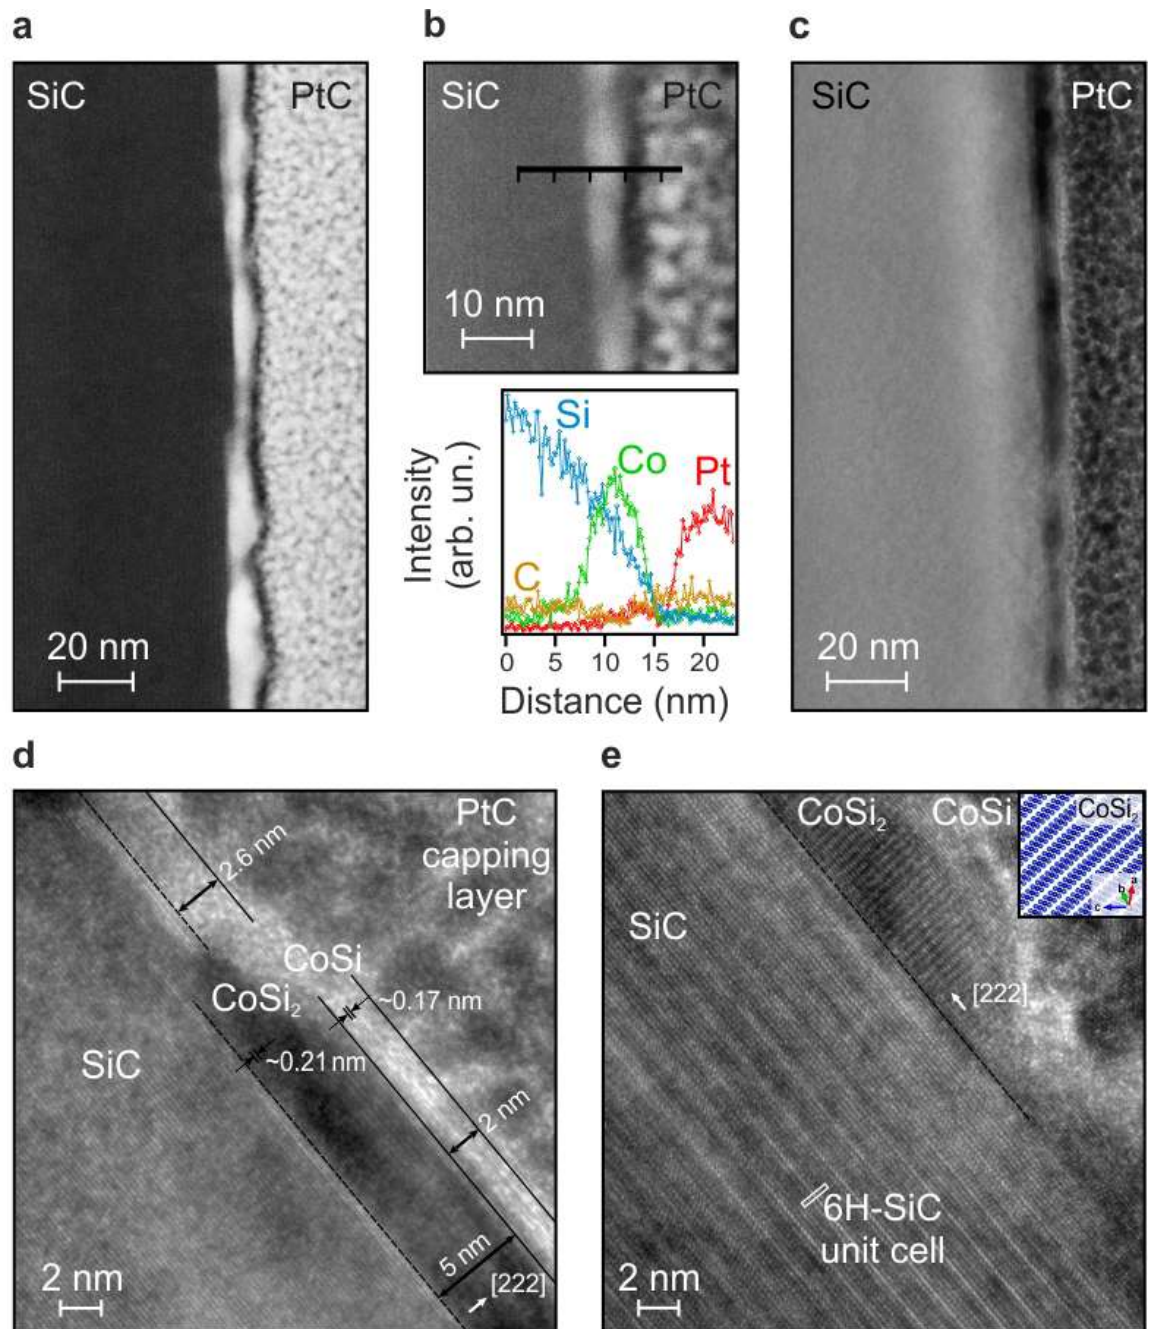 a
SiC
PtC
20 nm
b
SiC
PtC
10 nm
Intensity
(arb. un.)
Si
Co
Pt
C
0 5 10 15 20
Distance (nm)
c
SiC
PtC
20 nm
d
PtC
capping
layer
2.6 nm
CoSi
CoSi₂
~0.17 nm
SiC
~0.21 nm
2 nm
5 nm
[222]
2 nm
e
CoSi₂
CoSi
CoSi₂
a
b
c
SiC
[222]
6H-SiC
unit cell
2 nm